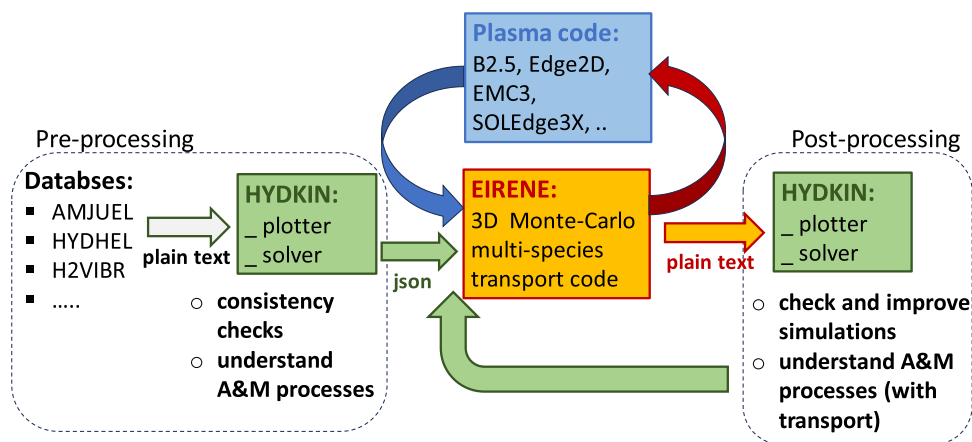 Plasma code:
B2.5, Edge2D,
EMC3,
SOLEdge3X, ..
Pre-processing
Databses:
▪ AMJUEL
▪ HYDHEL
▪ H2VIBR
▪ .....
plain text
HYDKIN:
_ plotter
_ solver
○ consistency
checks
○ understand
A&M processes
json
EIRENE:
3D Monte-Carlo
multi-species
transport code
plain text
Post-processing
HYDKIN:
_ plotter
_ solver
○ check and improve
simulations
○ understand A&M
processes (with
transport)